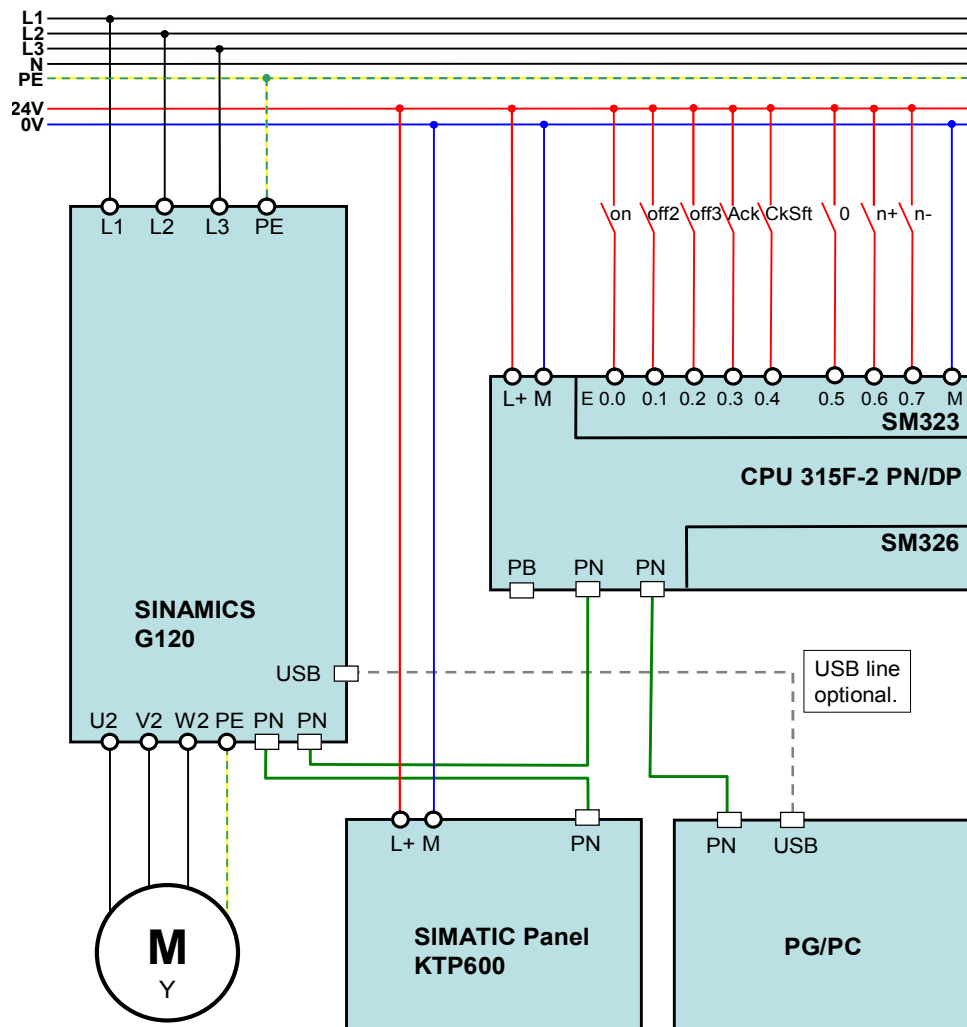 L1
L2
L3
N
PE
24V
0V
L1 L2 L3 PE
on off2 off3 Ack CkSft 0 n+ n-
L+ M E 0.0 0.1 0.2 0.3 0.4 0.5 0.6 0.7 M
SM323
CPU 315F-2 PN/DP
SM326
PB PN PN
SINAMICS
G120
USB
USB line
optional.
U2 V2 W2 PE PN PN
L+ M PN
PN USB
SIMATIC Panel
KTP600
PG/PC
M
Y